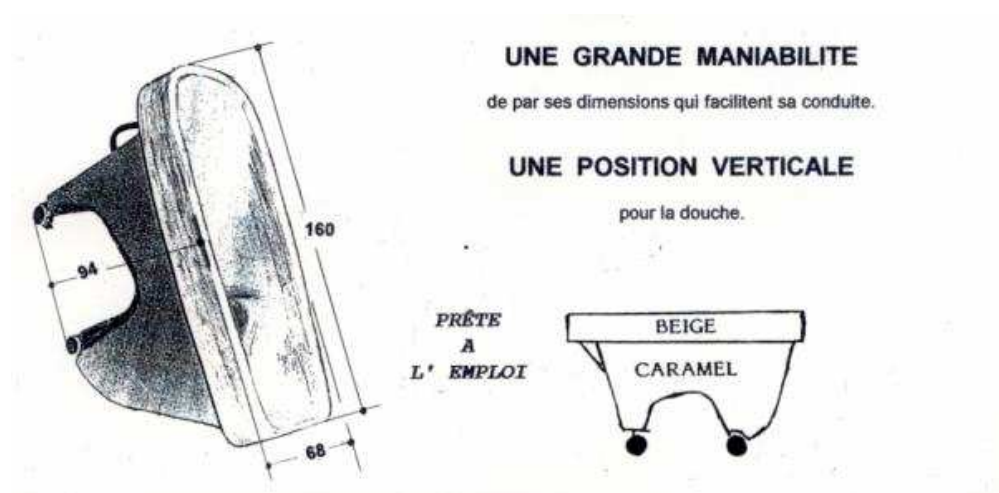 UNE GRANDE MANIABILITE
de par ses dimensions qui facilitent sa conduite.
UNE POSITION VERTICALE
pour la douche.
160
94
68
PRÊTE
A
L' EMPLOI
BEIGE
CARAMEL